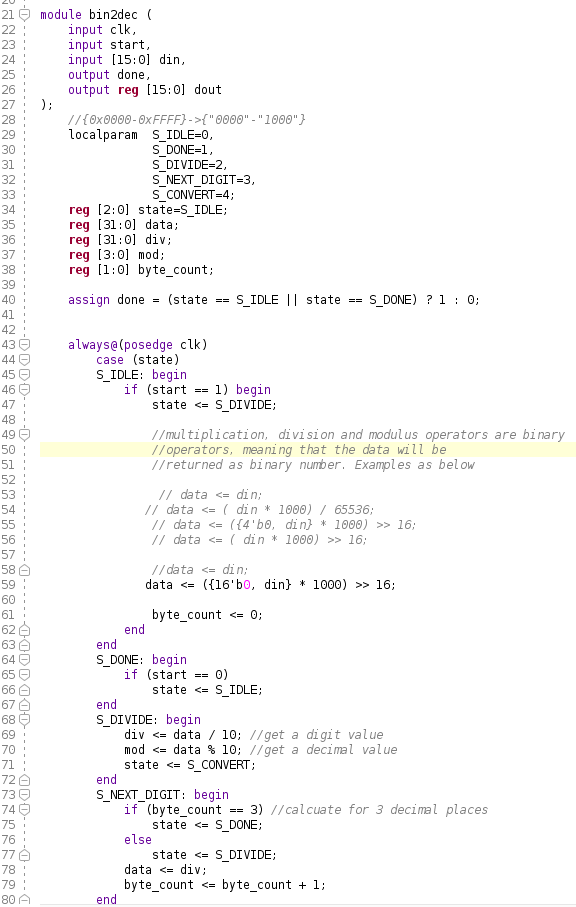 21 module bin2dec (
22     input clk,
23     input start,
24     input [15:0] din,
25     output done,
26     output reg [15:0] dout
27 );
28     //{0x0000-0xFFFF}->{"0000"-"1000"}
29     localparam  S_IDLE=0,
30                 S_DONE=1,
31                 S_DIVIDE=2,
32                 S_NEXT_DIGIT=3,
33                 S_CONVERT=4;
34     reg [2:0] state=S_IDLE;
35     reg [31:0] data;
36     reg [31:0] div;
37     reg [3:0] mod;
38     reg [1:0] byte_count;
39
40     assign done = (state == S_IDLE || state == S_DONE) ? 1 : 0;
41
42
43     always@(posedge clk)
44         case (state)
45         S_IDLE: begin
46             if (start == 1) begin
47                 state <= S_DIVIDE;
48
49                 //multiplication, division and modulus operators are binary
50                 //operators, meaning that the data will be
51                 //returned as binary number. Examples as below
52
53                  // data <= din;
54                // data <= ( din * 1000) / 65536;
55                 // data <= ({4'b0, din} * 1000) >> 16;
56                 // data <= ( din * 1000) >> 16;
57
58                 //data <= din;
59                data <= ({16'b0, din} * 1000) >> 16;
60
61                 byte_count <= 0;
62             end
63         end
64         S_DONE: begin
65             if (start == 0)
66                 state <= S_IDLE;
67         end
68         S_DIVIDE: begin
69             div <= data / 10; //get a digit value
70             mod <= data % 10; //get a decimal value
71             state <= S_CONVERT;
72         end
73         S_NEXT_DIGIT: begin
74             if (byte_count == 3) //calcuate for 3 decimal places
75                 state <= S_DONE;
76             else
77                 state <= S_DIVIDE;
78             data <= div;
79             byte_count <= byte_count + 1;
80         end